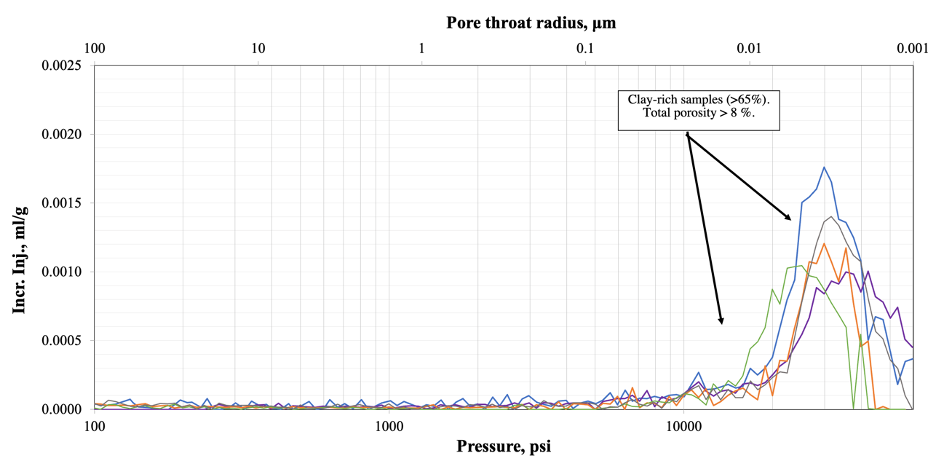 Pore throat radius, µm
100 10 1 0.1 0.01 0.001
0.0025
0.0020
0.0015
0.0010
0.0005
0.0000
Incr. Inj., ml/g
Clay-rich samples (>65%).
Total porosity > 8 %.
100 1000 10000
Pressure, psi